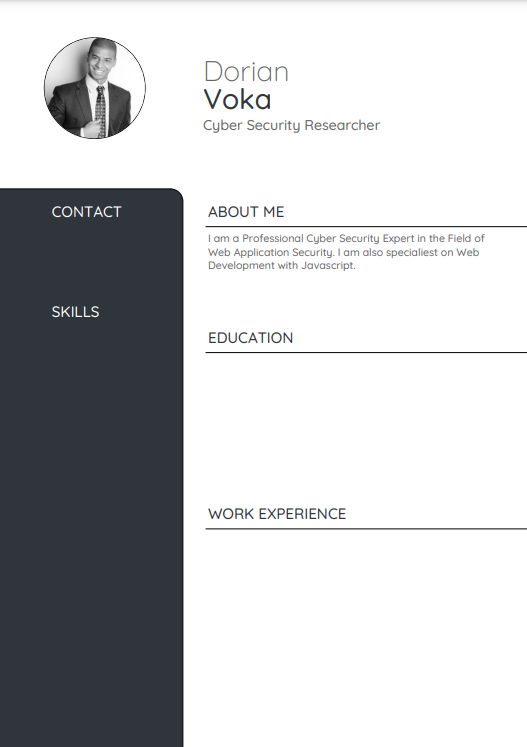 Dorian
Voka
Cyber Security Researcher
CONTACT
SKILLS
ABOUT ME
I am a Professional Cyber Security Expert in the Field of
Web Application Security. I am also specialiest on Web
Development with Javascript.
EDUCATION
WORK EXPERIENCE